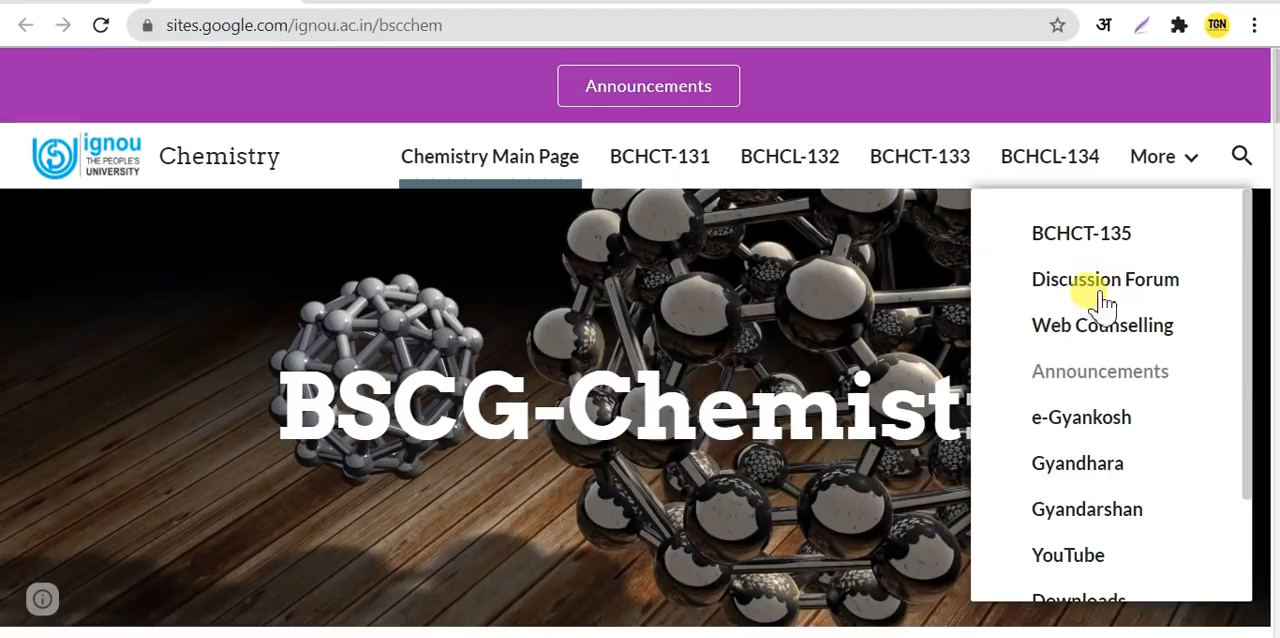 sites.google.com/ignou.ac.in/bscchem
अ
TGN
Announcements
ignou
THE PEOPLE'S
UNIVERSITY
Chemistry
Chemistry Main Page
BCHCT-131
BCHCL-132
BCHCT-133
BCHCL-134
More
BCHCT-135
Discussion Forum
Web Counselling
Announcements
e-Gyankosh
Gyandhara
Gyandarshan
YouTube
Downloads
BSCG-Chemist